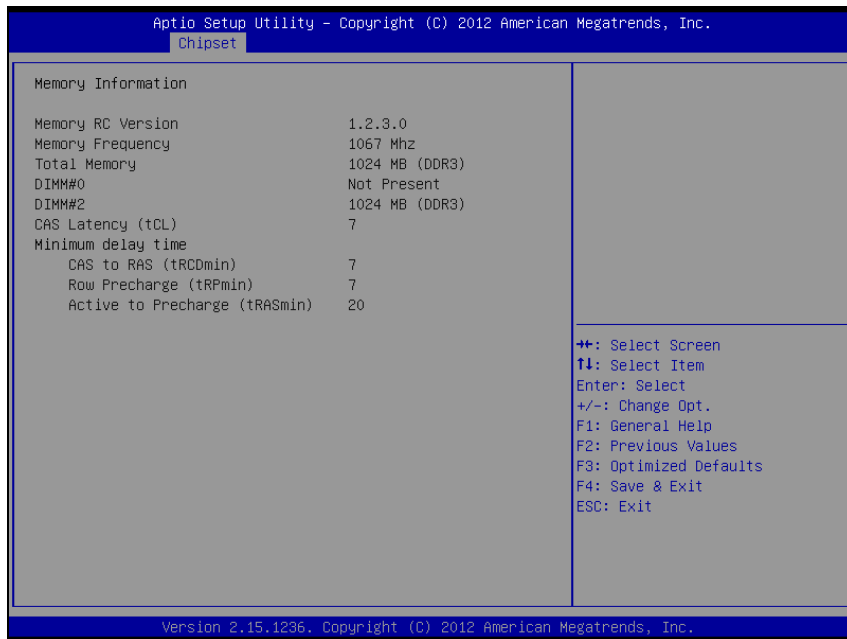 Aptio Setup Utility – Copyright (C) 2012 American Megatrends, Inc.
Chipset
Memory Information
Memory RC Version 1.2.3.0
Memory Frequency 1067 Mhz
Total Memory 1024 MB (DDR3)
DIMM#0 Not Present
DIMM#2 1024 MB (DDR3)
CAS Latency (tCL) 7
Minimum delay time
CAS to RAS (tRCDmin) 7
Row Precharge (tRPmin) 7
Active to Precharge (tRASmin) 20
→←: Select Screen
↑↓: Select Item
Enter: Select
+/-: Change Opt.
F1: General Help
F2: Previous Values
F3: Optimized Defaults
F4: Save & Exit
ESC: Exit
Version 2.15.1236. Copyright (C) 2012 American Megatrends, Inc.